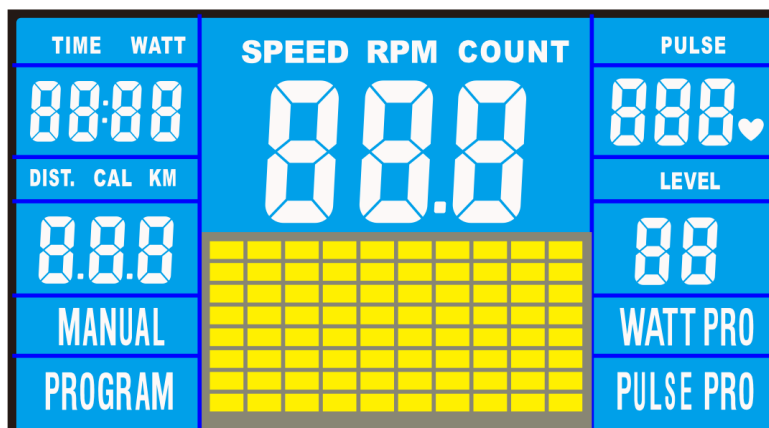 TIME WATT
88:88
DIST. CAL KM
8.8.8
MANUAL
PROGRAM
SPEED RPM COUNT
88.8
PULSE
888
LEVEL
88
WATT PRO
PULSE PRO